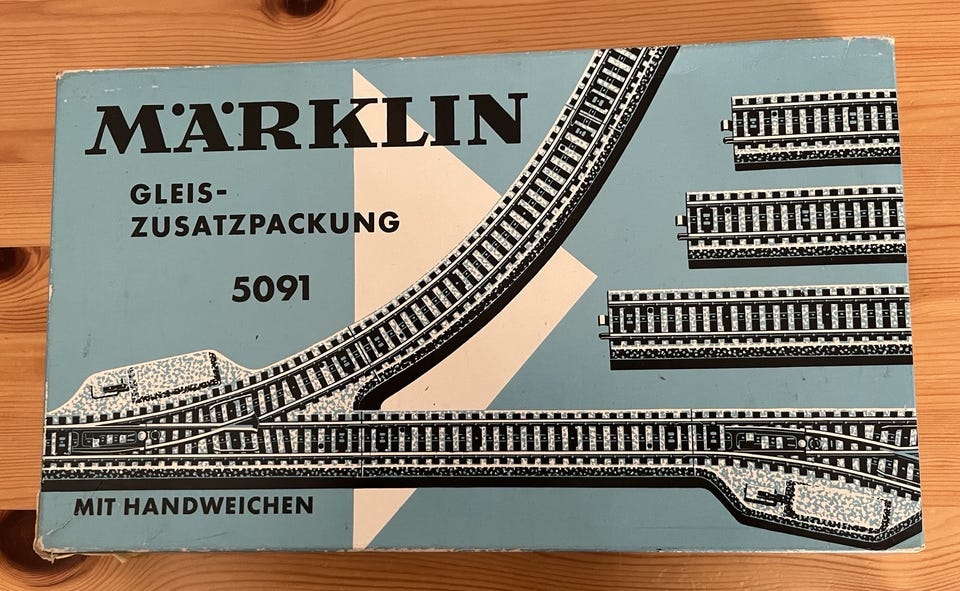 MÄRKLIN
GLEIS-
ZUSATZPACKUNG
5091
MIT HANDWEICHEN